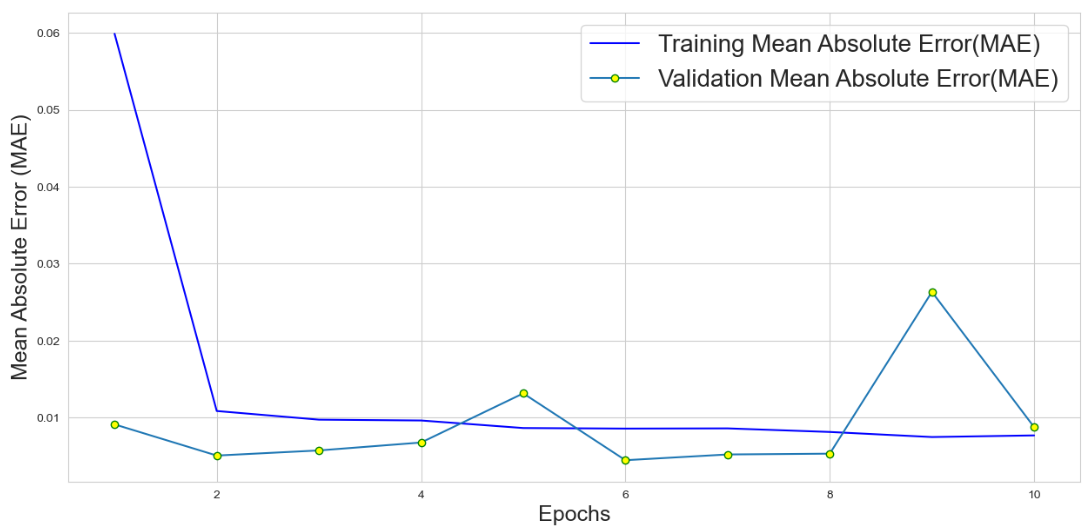 Training Mean Absolute Error(MAE)
Validation Mean Absolute Error(MAE)
Mean Absolute Error (MAE)
0.06
0.05
0.04
0.03
0.02
0.01
2
4
6
8
10
Epochs